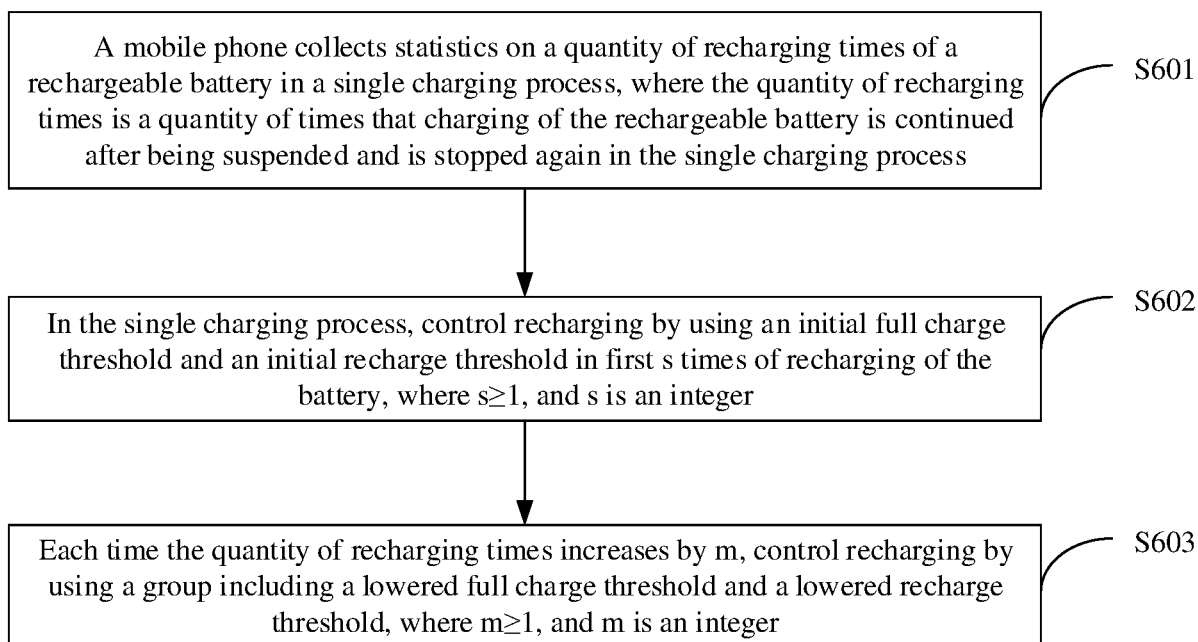 A mobile phone collects statistics on a quantity of recharging times of a
rechargeable battery in a single charging process, where the quantity of recharging
times is a quantity of times that charging of the rechargeable battery is continued
after being suspended and is stopped again in the single charging process
S601
In the single charging process, control recharging by using an initial full charge
threshold and an initial recharge threshold in first s times of recharging of the
battery, where s≥1, and s is an integer
S602
Each time the quantity of recharging times increases by m, control recharging by
using a group including a lowered full charge threshold and a lowered recharge
threshold, where m≥1, and m is an integer
S603